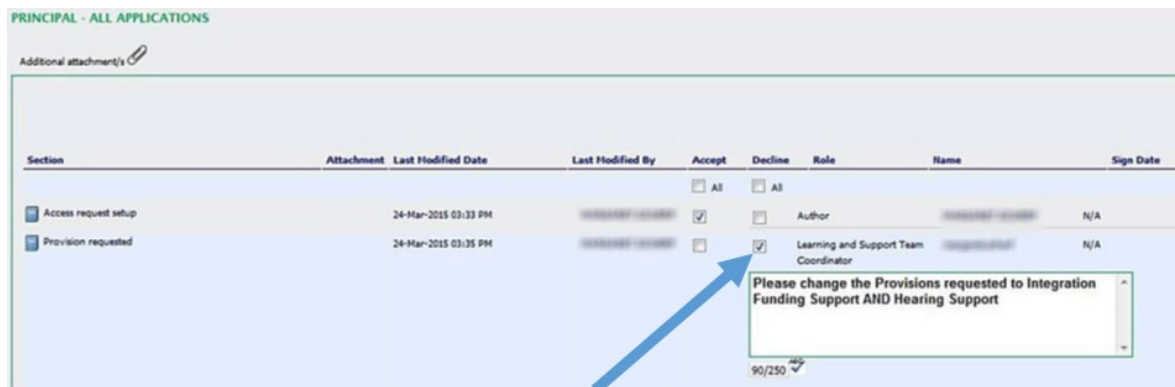 PRINCIPAL - ALL APPLICATIONS
Additional attachment/s
Section Attachment Last Modified Date Last Modified By Accept Decline Role Name Sign Date
All All
Access request setup 24-Mar-2015 03:33 PM Author N/A
Provision requested 24-Mar-2015 03:35 PM Learning and Support Team N/A
Coordinator
Please change the Provisions requested to Integration
Funding Support AND Hearing Support
90/250 ABC